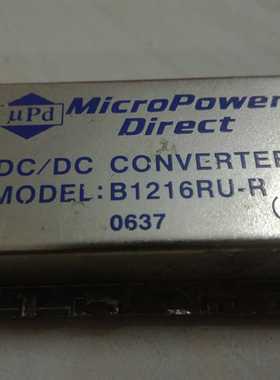 µPd
MicroPower
Direct
DC/DC CONVERTER
MODEL: B1216RU-R
0637